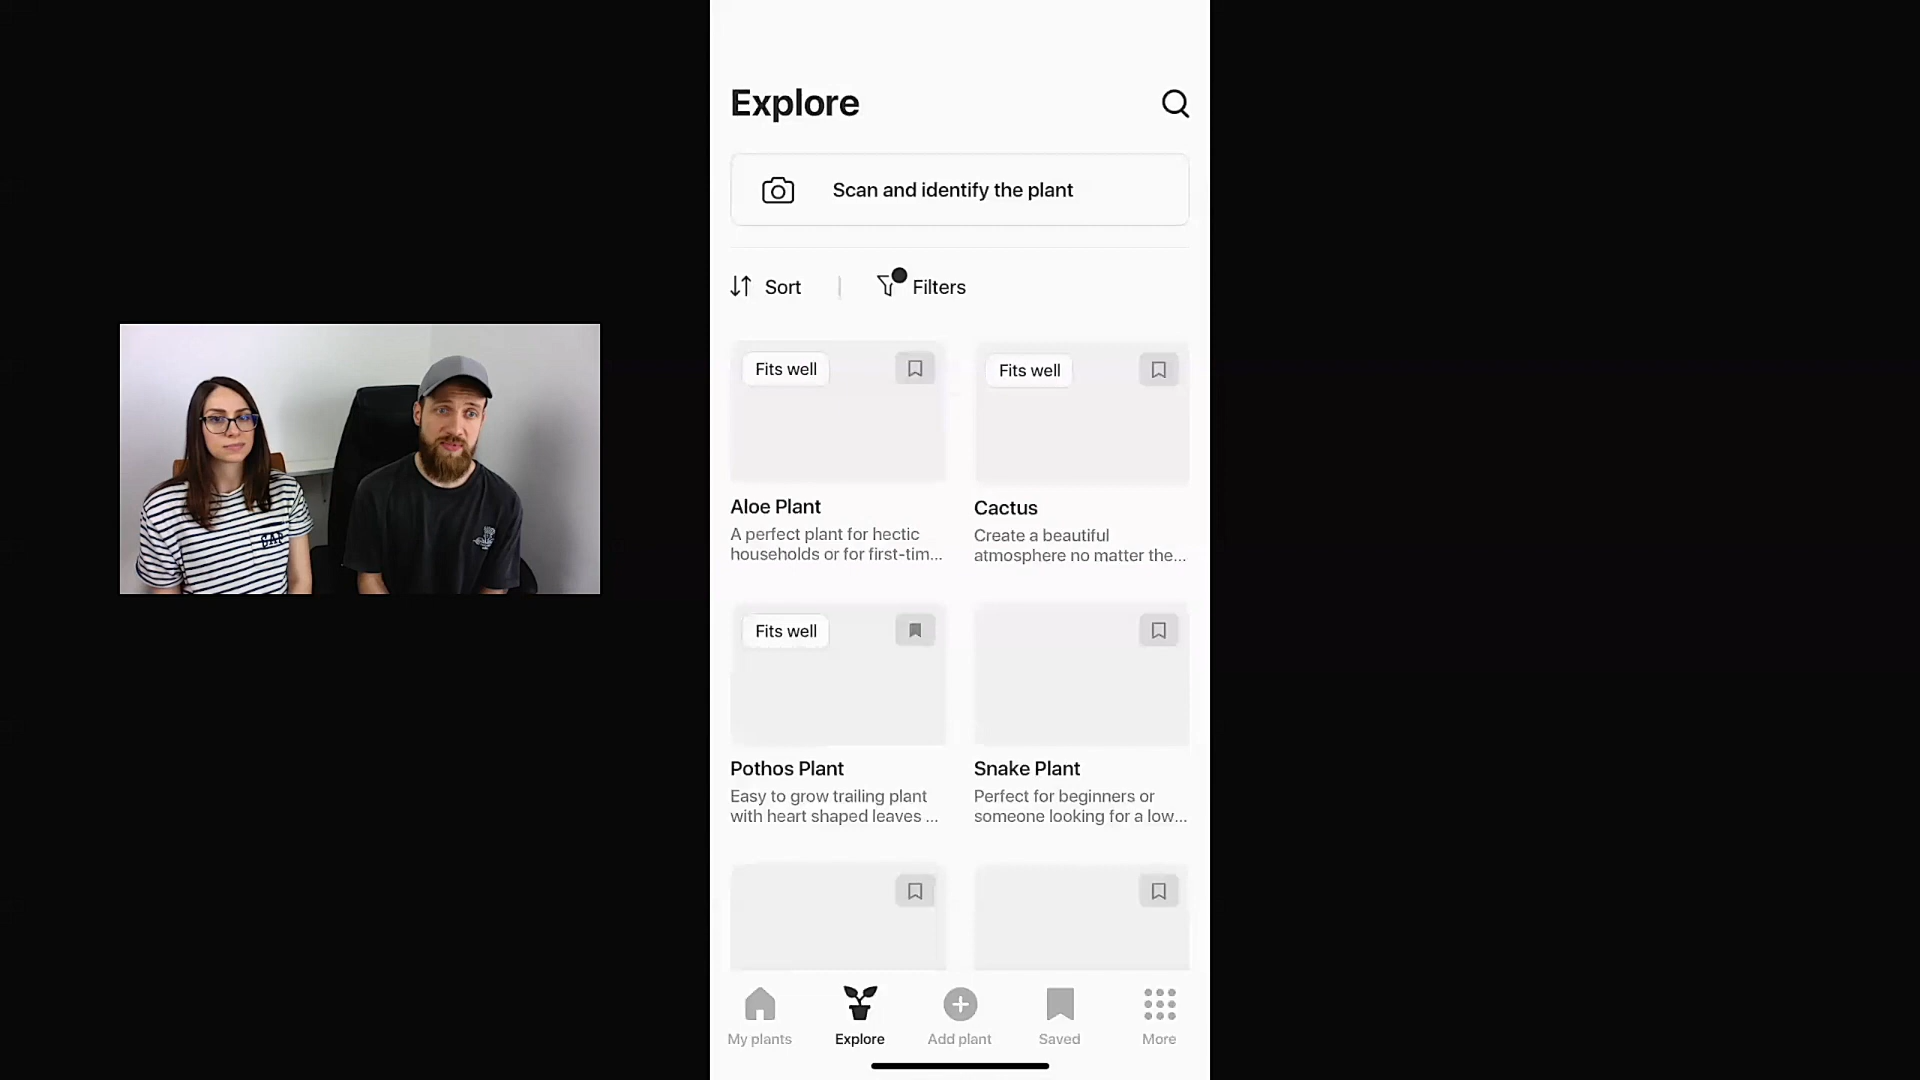 Explore
Scan and identify the plant
Sort
Filters
Fits well
Fits well
Aloe Plant
A perfect plant for hectic
households or for first-tim...
Cactus
Create a beautiful
atmosphere no matter the...
Fits well
Pothos Plant
Easy to grow trailing plant
with heart shaped leaves ...
Snake Plant
Perfect for beginners or
someone looking for a low...
My plants
Explore
Add plant
Saved
More
GAP